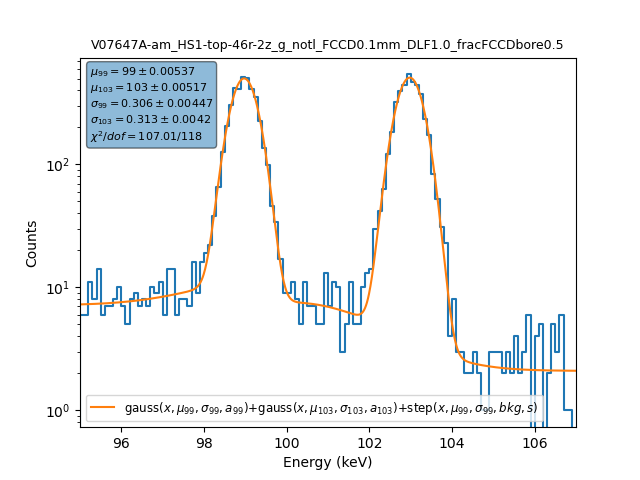 V07647A-am_HS1-top-46r-2z_g_notl_FCCD0.1mm_DLF1.0_fracFCCDbore0.5
μ99 = 99 ± 0.00537
μ103 = 103 ± 0.00517
σ99 = 0.306 ± 0.00447
σ103 = 0.313 ± 0.0042
χ²/dof = 107.01/118
Counts
10²
10¹
10⁰
gauss(x, μ99, σ99, a99)+gauss(x, μ103, σ103, a103)+step(x, μ99, σ99, bkg, s)
96 98 100 102 104 106
Energy (keV)